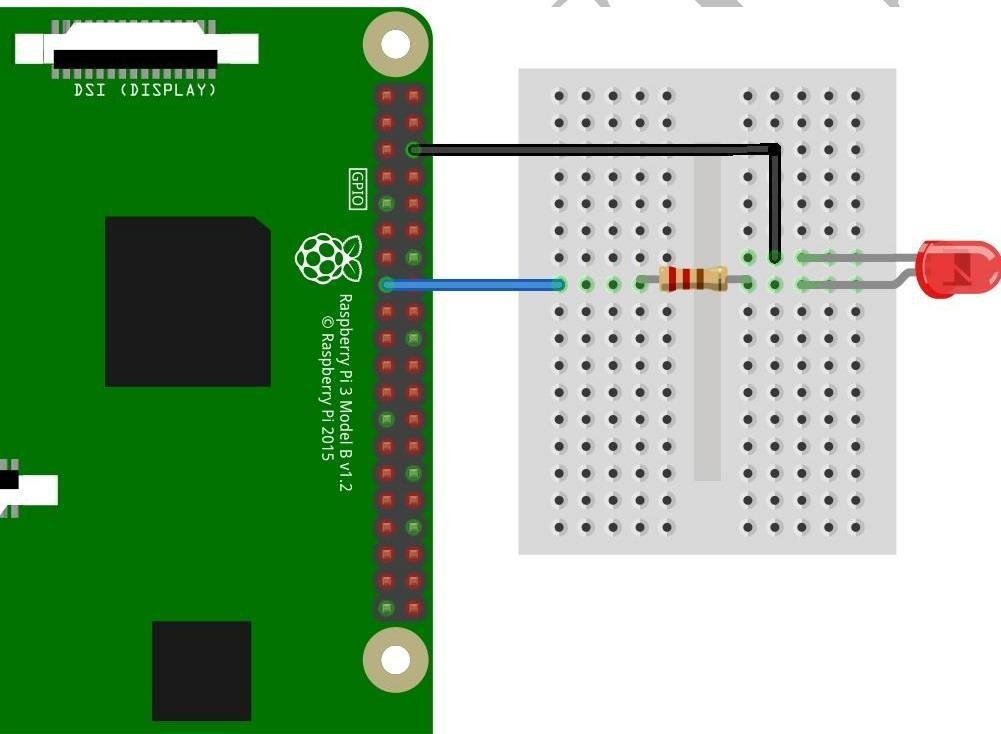 DSI (DISPLAY)
GPIO
Raspberry Pi 3 Model B v1.2
© Raspberry Pi 2015